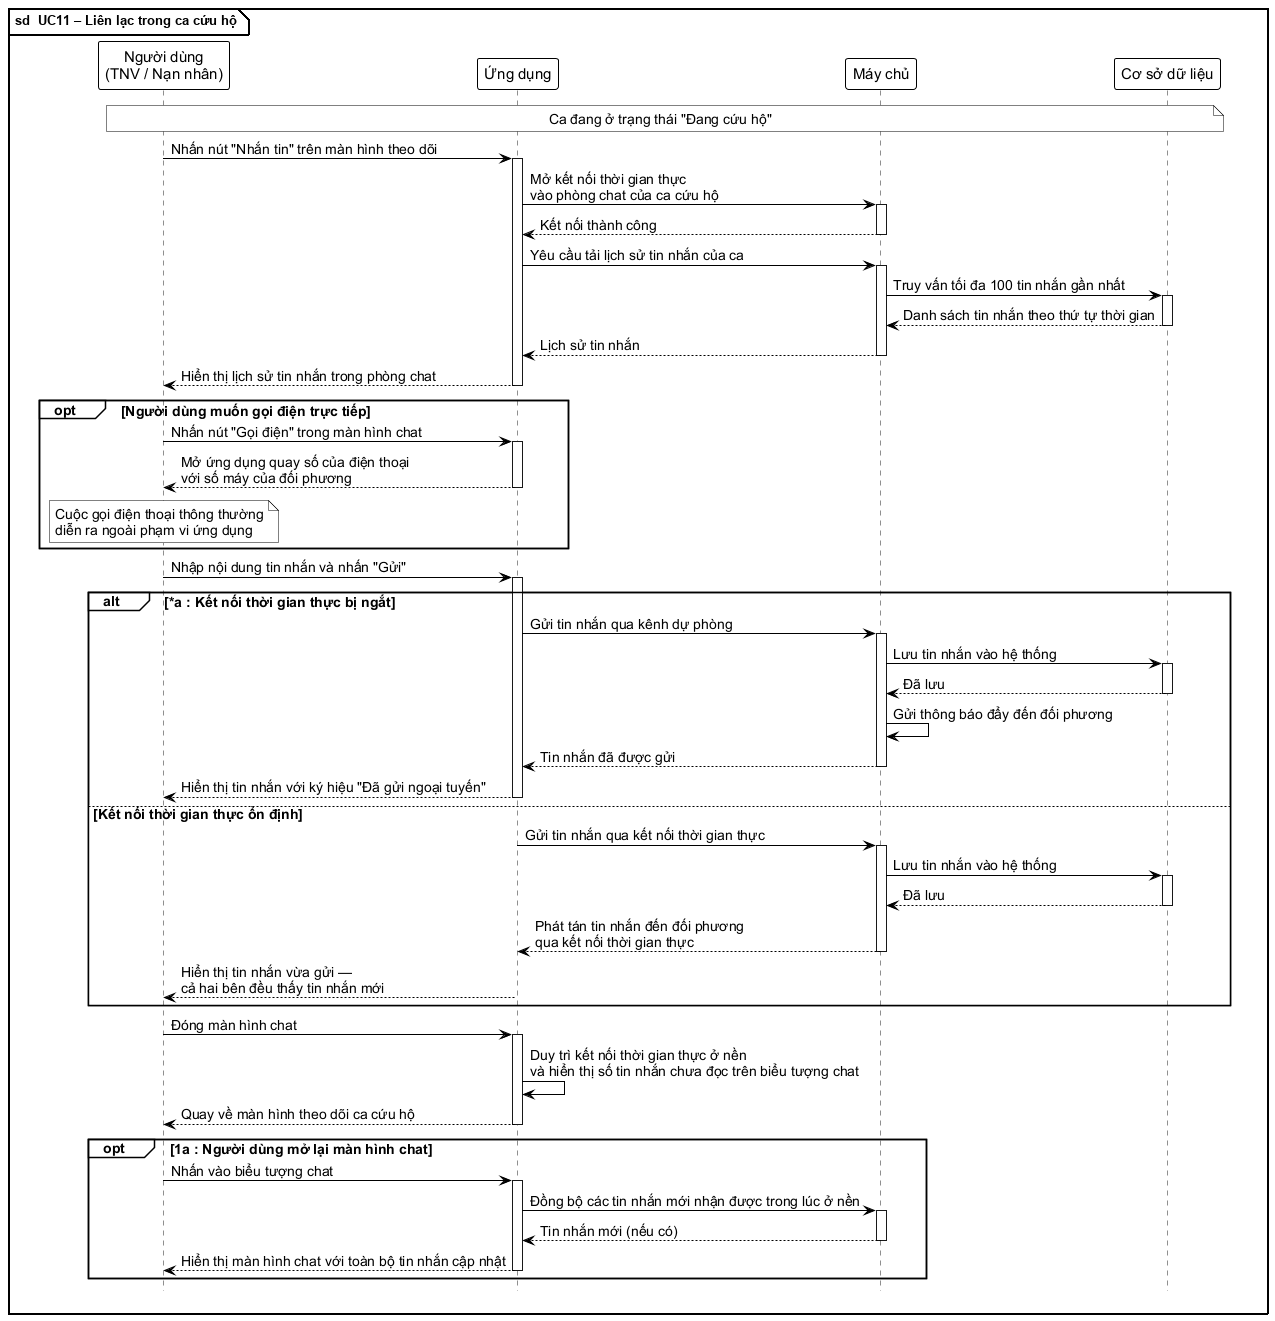 sd UC11 – Liên lạc trong ca cứu hộ
Người dùng
(TNV / Nạn nhân)
Ứng dụng
Máy chủ
Cơ sở dữ liệu
Ca đang ở trạng thái "Đang cứu hộ"
Nhấn nút "Nhắn tin" trên màn hình theo dõi
Mở kết nối thời gian thực
vào phòng chat của ca cứu hộ
Kết nối thành công
Yêu cầu tải lịch sử tin nhắn của ca
Truy vấn tối đa 100 tin nhắn gần nhất
Danh sách tin nhắn theo thứ tự thời gian
Lịch sử tin nhắn
Hiển thị lịch sử tin nhắn trong phòng chat
opt [Người dùng muốn gọi điện trực tiếp]
Nhấn nút "Gọi điện" trong màn hình chat
Mở ứng dụng quay số của điện thoại
với số máy của đối phương
Cuộc gọi điện thoại thông thường
diễn ra ngoài phạm vi ứng dụng
Nhập nội dung tin nhắn và nhấn "Gửi"
alt [*a : Kết nối thời gian thực bị ngắt]
Gửi tin nhắn qua kênh dự phòng
Lưu tin nhắn vào hệ thống
Đã lưu
Gửi thông báo đẩy đến đối phương
Tin nhắn đã được gửi
Hiển thị tin nhắn với ký hiệu "Đã gửi ngoại tuyến"
[Kết nối thời gian thực ổn định]
Gửi tin nhắn qua kết nối thời gian thực
Lưu tin nhắn vào hệ thống
Đã lưu
Phát tán tin nhắn đến đối phương
qua kết nối thời gian thực
Hiển thị tin nhắn vừa gửi —
cả hai bên đều thấy tin nhắn mới
Đóng màn hình chat
Duy trì kết nối thời gian thực ở nền
và hiển thị số tin nhắn chưa đọc trên biểu tượng chat
Quay về màn hình theo dõi ca cứu hộ
opt [1a : Người dùng mở lại màn hình chat]
Nhấn vào biểu tượng chat
Đồng bộ các tin nhắn mới nhận được trong lúc ở nền
Tin nhắn mới (nếu có)
Hiển thị màn hình chat với toàn bộ tin nhắn cập nhật